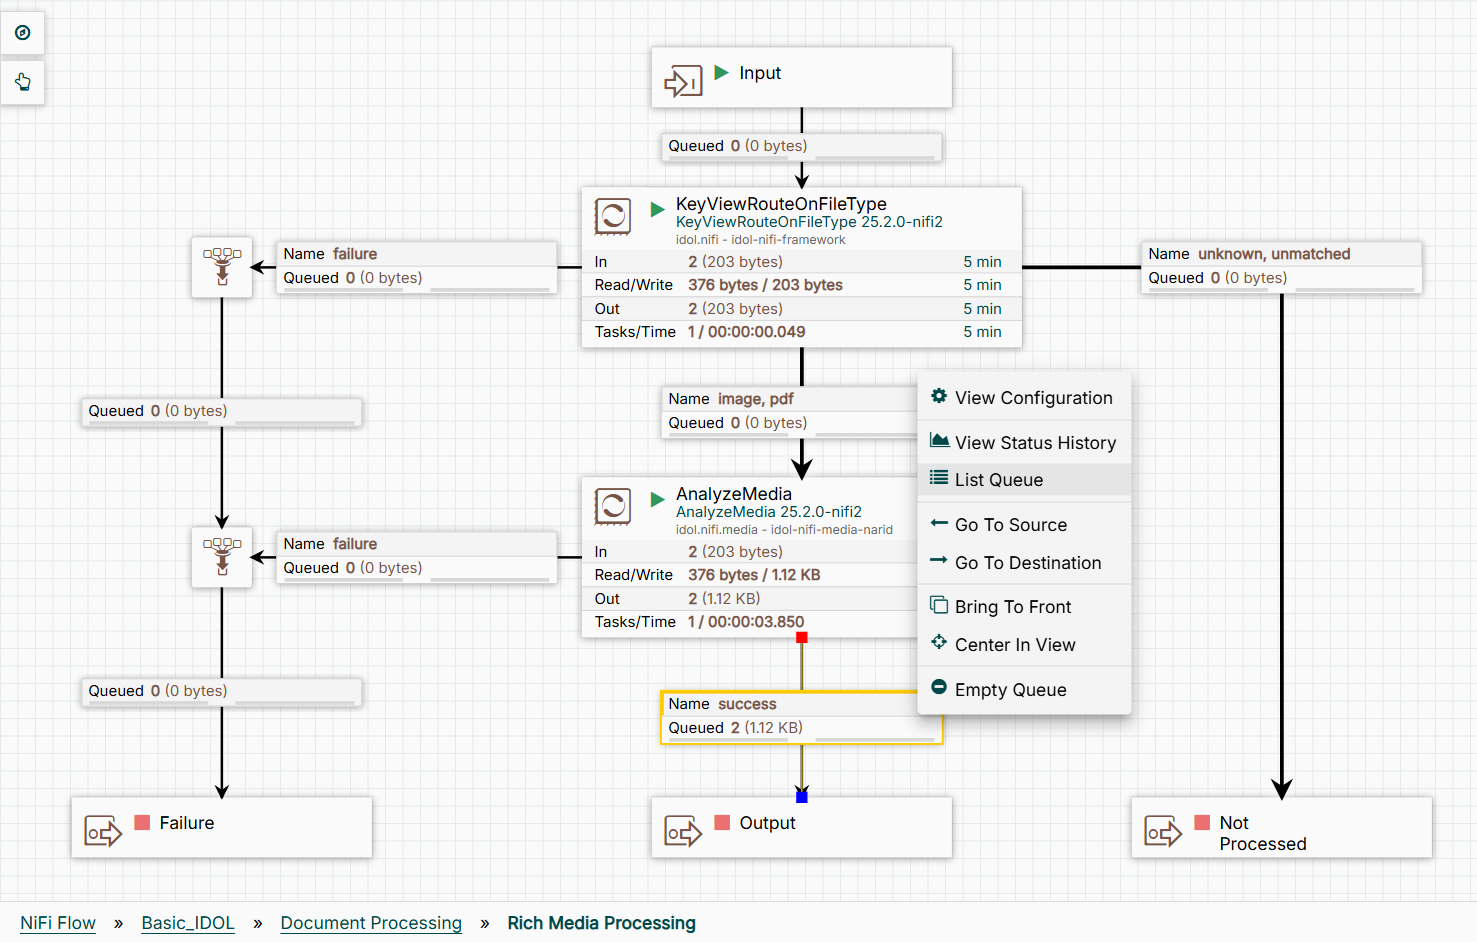 Input
Queued 0 (0 bytes)
KeyViewRouteOnFileType
KeyViewRouteOnFileType 25.2.0-nifi2
idol.nifi - idol-nifi-framework
In 2 (203 bytes) 5 min
Read/Write 376 bytes / 203 bytes 5 min
Out 2 (203 bytes) 5 min
Tasks/Time 1 / 00:00:00.049 5 min
Name failure
Queued 0 (0 bytes)
Name unknown, unmatched
Queued 0 (0 bytes)
Name image, pdf
Queued 0 (0 bytes)
Queued 0 (0 bytes)
View Configuration
View Status History
List Queue
Go To Source
Go To Destination
Bring To Front
Center In View
Empty Queue
AnalyzeMedia
AnalyzeMedia 25.2.0-nifi2
idol.nifi.media - idol-nifi-media-narid
In 2 (203 bytes)
Read/Write 376 bytes / 1.12 KB
Out 2 (1.12 KB)
Tasks/Time 1 / 00:00:03.850
Name failure
Queued 0 (0 bytes)
Queued 0 (0 bytes)
Name success
Queued 2 (1.12 KB)
Failure
Output
Not
Processed
NiFi Flow » Basic_IDOL » Document Processing » Rich Media Processing